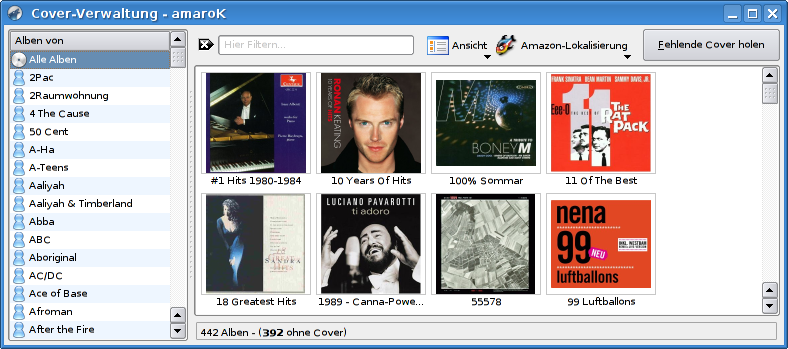 Cover-Verwaltung - amaroK
Alben von
Alle Alben
2Pac
2Raumwohnung
4 The Cause
50 Cent
A-Ha
A-Teens
Aaliyah
Aaliyah & Timberland
Abba
ABC
Aboriginal
AC/DC
Ace of Base
Afroman
After the Fire
Hier Filtern...
Ansicht
Amazon-Lokalisierung
Fehlende Cover holen
RONAN KEATING
10 YEARS OF HITS
BONEY M
FRANK SINATRA DEAN MARTIN SAMMY DAVIS, JR.
THE RAT PACK
#1 Hits 1980-1984
10 Years Of Hits
100% Sommar
11 Of The Best
SANDRA
LUCIANO PAVAROTTI
ti adoro
nena
99
NEU
luftballons
18 Greatest Hits
1989 - Canna-Powe...
55578
99 Luftballons
442 Alben - (392 ohne Cover)